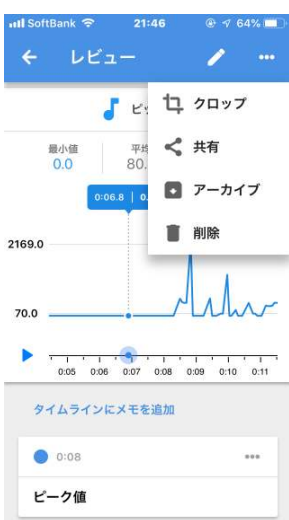 SoftBank 21:46 64%
レビュー
クロップ
共有
アーカイブ
削除
ピッ
最小値
0.0
平均
80.
0:06.8 0.
2169.0
70.0
0:05 0:06 0:07 0:08 0:09 0:10 0:11
タイムラインにメモを追加
0:08
ピーク値